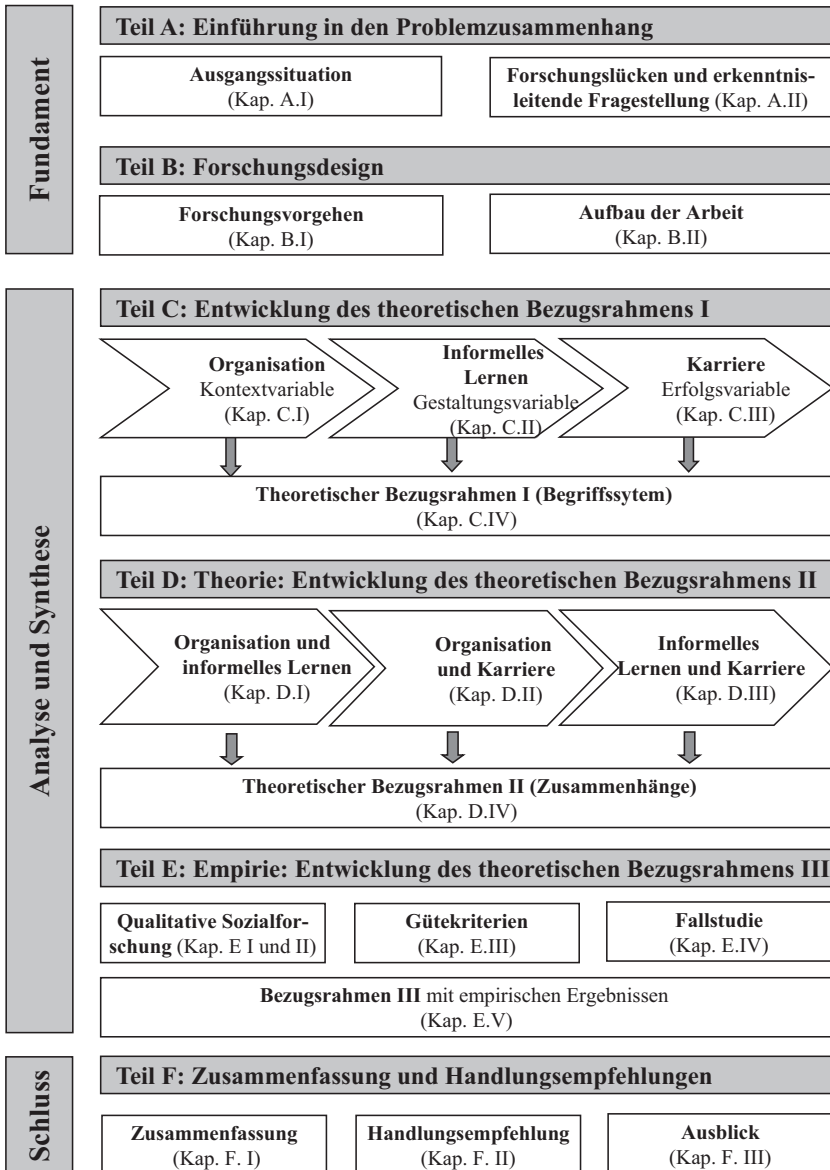 Fundament
Teil A: Einführung in den Problemzusammenhang
Ausgangssituation
(Kap. A.I)
Forschungslücken und erkenntnis-
leitende Fragestellung (Kap. A.II)
Teil B: Forschungsdesign
Forschungsvorgehen
(Kap. B.I)
Aufbau der Arbeit
(Kap. B.II)
Analyse und Synthese
Teil C: Entwicklung des theoretischen Bezugsrahmens I
Organisation
Kontextvariable
(Kap. C.I)
Informelles
Lernen
Gestaltungsvariable
(Kap. C.II)
Karriere
Erfolgsvariable
(Kap. C.III)
Theoretischer Bezugsrahmen I (Begriffssytem)
(Kap. C.IV)
Teil D: Theorie: Entwicklung des theoretischen Bezugsrahmens II
Organisation und
informelles Lernen
(Kap. D.I)
Organisation
und Karriere
(Kap. D.II)
Informelles
Lernen und Karriere
(Kap. D.III)
Theoretischer Bezugsrahmen II (Zusammenhänge)
(Kap. D.IV)
Teil E: Empirie: Entwicklung des theoretischen Bezugsrahmens III
Qualitative Sozialfor-
schung (Kap. E I und II)
Gütekriterien
(Kap. E.III)
Fallstudie
(Kap. E.IV)
Bezugsrahmen III mit empirischen Ergebnissen
(Kap. E.V)
Schluss
Teil F: Zusammenfassung und Handlungsempfehlungen
Zusammenfassung
(Kap. F. I)
Handlungsempfehlung
(Kap. F. II)
Ausblick
(Kap. F. III)